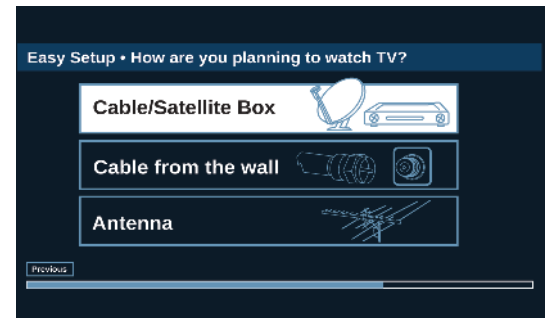 Easy Setup • How are you planning to watch TV?
Cable/Satellite Box
Cable from the wall
Antenna
Previous